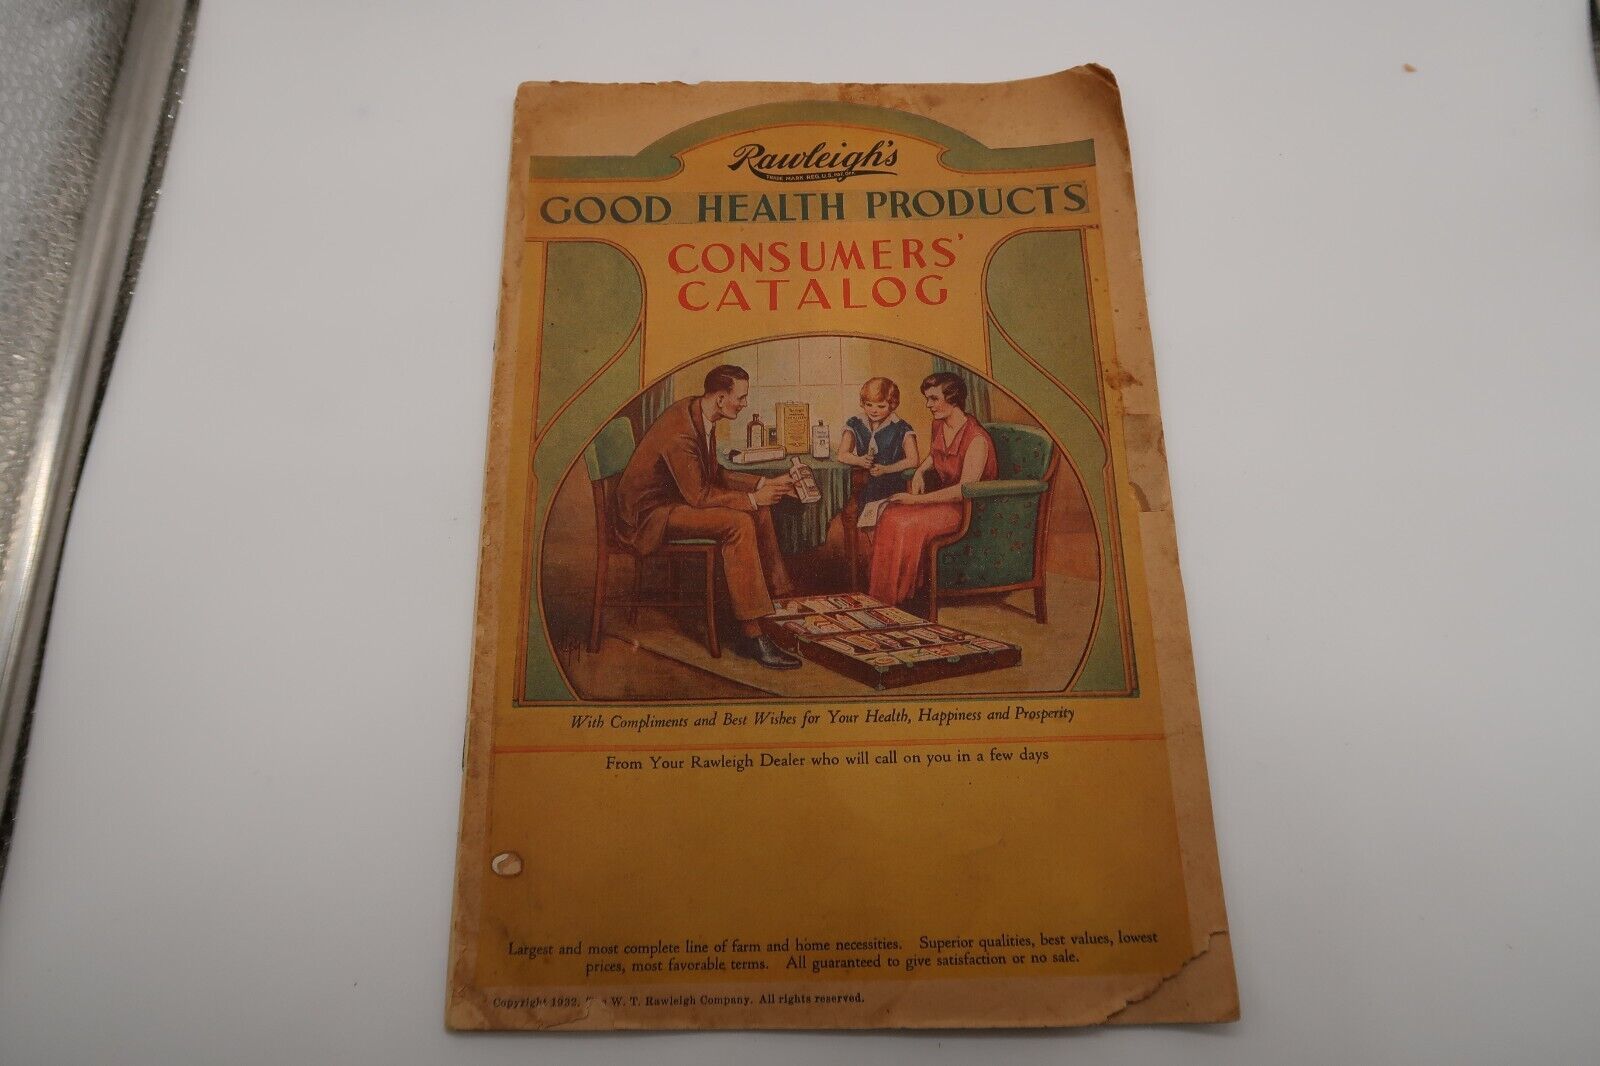 Rawleigh's
TRADE MARK REG. U.S. PAT. OFF.
GOOD HEALTH PRODUCTS
CONSUMERS'
CATALOG
With Compliments and Best Wishes for Your Health, Happiness and Prosperity
From Your Rawleigh Dealer who will call on you in a few days
Largest and most complete line of farm and home necessities. Superior qualities, best values, lowest
prices, most favorable terms. All guaranteed to give satisfaction or no sale.
Copyright 1932. W. T. Rawleigh Company. All rights reserved.